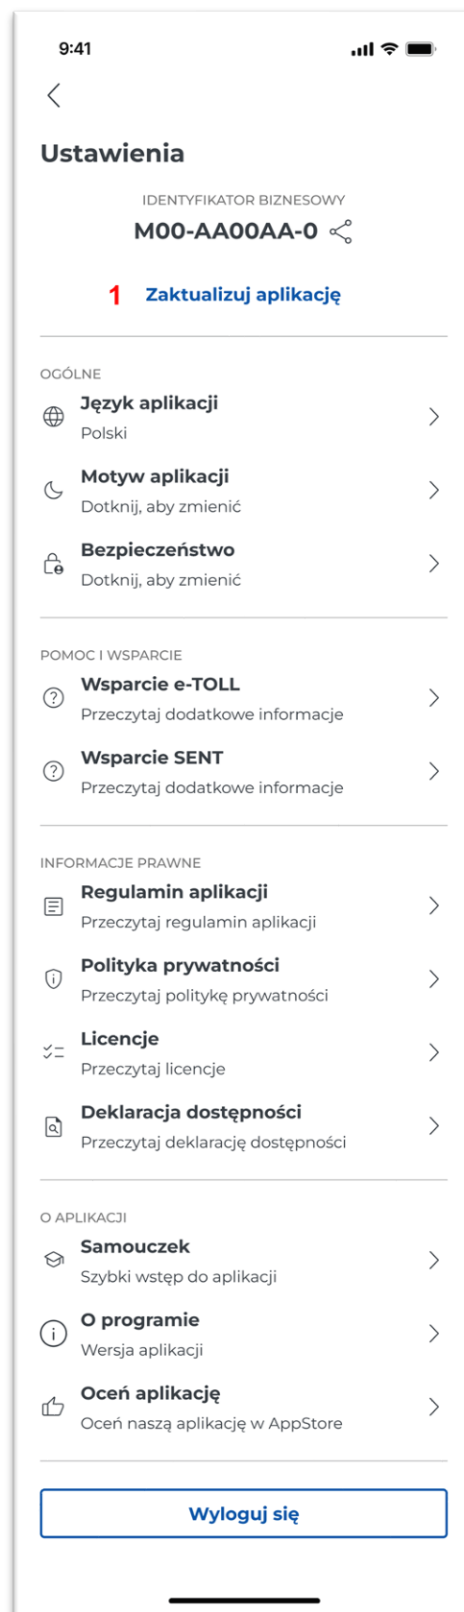 9:41
Ustawienia
IDENTYFIKATOR BIZNESOWY
M00-AA00AA-0
1 Zaktualizuj aplikację
OGÓLNE
Język aplikacji
Polski
Motyw aplikacji
Dotknij, aby zmienić
Bezpieczeństwo
Dotknij, aby zmienić
POMOC I WSPARCIE
Wsparcie e-TOLL
Przeczytaj dodatkowe informacje
Wsparcie SENT
Przeczytaj dodatkowe informacje
INFORMACJE PRAWNE
Regulamin aplikacji
Przeczytaj regulamin aplikacji
Polityka prywatności
Przeczytaj politykę prywatności
Licencje
Przeczytaj licencje
Deklaracja dostępności
Przeczytaj deklarację dostępności
O APLIKACJI
Samouczek
Szybki wstęp do aplikacji
O programie
Wersja aplikacji
Oceń aplikację
Oceń naszą aplikację w AppStore
Wyloguj się